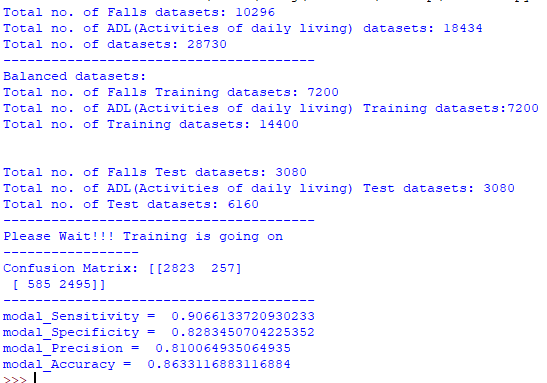 Total no. of Falls datasets: 10296
Total no. of ADL(Activities of daily living) datasets: 18434
Total no. of datasets: 28730
---------------------------------------
Balanced datasets:
Total no. of Falls Training datasets: 7200
Total no. of ADL(Activities of daily living) Training datasets:7200
Total no. of Training datasets: 14400
Total no. of Falls Test datasets: 3080
Total no. of ADL(Activities of daily living) Test datasets: 3080
Total no. of Test datasets: 6160
---------------------------------------
Please Wait!!! Training is going on
-----------------
Confusion Matrix: [[2823  257]
 [ 585 2495]]
---------------------------------------
modal_Sensitivity =  0.9066133720930233
modal_Specificity =  0.8283450704225352
modal_Precision =  0.810064935064935
modal_Accuracy =  0.8633116883116884
>>>